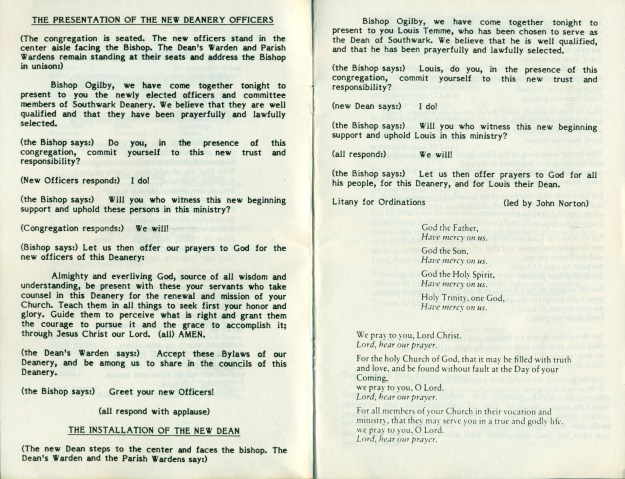 THE PRESENTATION OF THE NEW DEANERY OFFICERS
(The congregation is seated. The new officers stand in the
center aisle facing the Bishop. The Dean's Warden and Parish
Wardens remain standing at their seats and address the Bishop
in unison:)
Bishop Ogilby, we have come together tonight to
present to you the newly elected officers and committee
members of Southwark Deanery. We believe that they are well
qualified and that they have been prayerfully and lawfully
selected.
(the Bishop says:) Do you, in the presence of this
congregation, commit yourself to this new trust and
responsibility?
(New Officers respond:) I do!
(the Bishop says:) Will you who witness this new beginning
support and uphold these persons in this ministry?
(Congregation responds:) We will!
(Bishop says:) Let us then offer our prayers to God for the
new officers of this Deanery:
Almighty and everliving God, source of all wisdom and
understanding, be present with these your servants who take
counsel in this Deanery for the renewal and mission of your
Church. Teach them in all things to seek first your honor and
glory. Guide them to perceive what is right and grant them
the courage to pursue it and the grace to accomplish it;
through Jesus Christ our Lord. (all) AMEN.
(the Dean's Warden says:) Accept these Bylaws of our
Deanery, and be among us to share in the councils of this
Deanery.
(the Bishop says:) Greet your new Officers!
(all respond with applause)
THE INSTALLATION OF THE NEW DEAN
(The new Dean steps to the center and faces the bishop. The
Dean's Warden and the Parish Wardens say:)
Bishop Ogilby, we have come together tonight to
present to you Louis Temme, who has been chosen to serve as
the Dean of Southwark. We believe that he is well qualified,
and that he has been prayerfully and lawfully selected.
(the Bishop says:) Louis, do you, in the presence of this
congregation, commit yourself to this new trust and
responsibility?
(new Dean says:) I do!
(the Bishop says:) Will you who witness this new beginning
support and uphold Louis in this ministry?
(all respond:) We will!
(the Bishop says:) Let us then offer prayers to God for all
his people, for this Deanery, and for Louis their Dean.
Litany for Ordinations (led by John Norton)
God the Father,
Have mercy on us.
God the Son,
Have mercy on us.
God the Holy Spirit,
Have mercy on us.
Holy Trinity, one God,
Have mercy on us.
We pray to you, Lord Christ.
Lord, hear our prayer.
For the holy Church of God, that it may be filled with truth
and love, and be found without fault at the Day of your
Coming,
we pray to you, O Lord.
Lord, hear our prayer.
For all members of your Church in their vocation and
ministry, that they may serve you in a true and godly life,
we pray to you, O Lord.
Lord, hear our prayer.